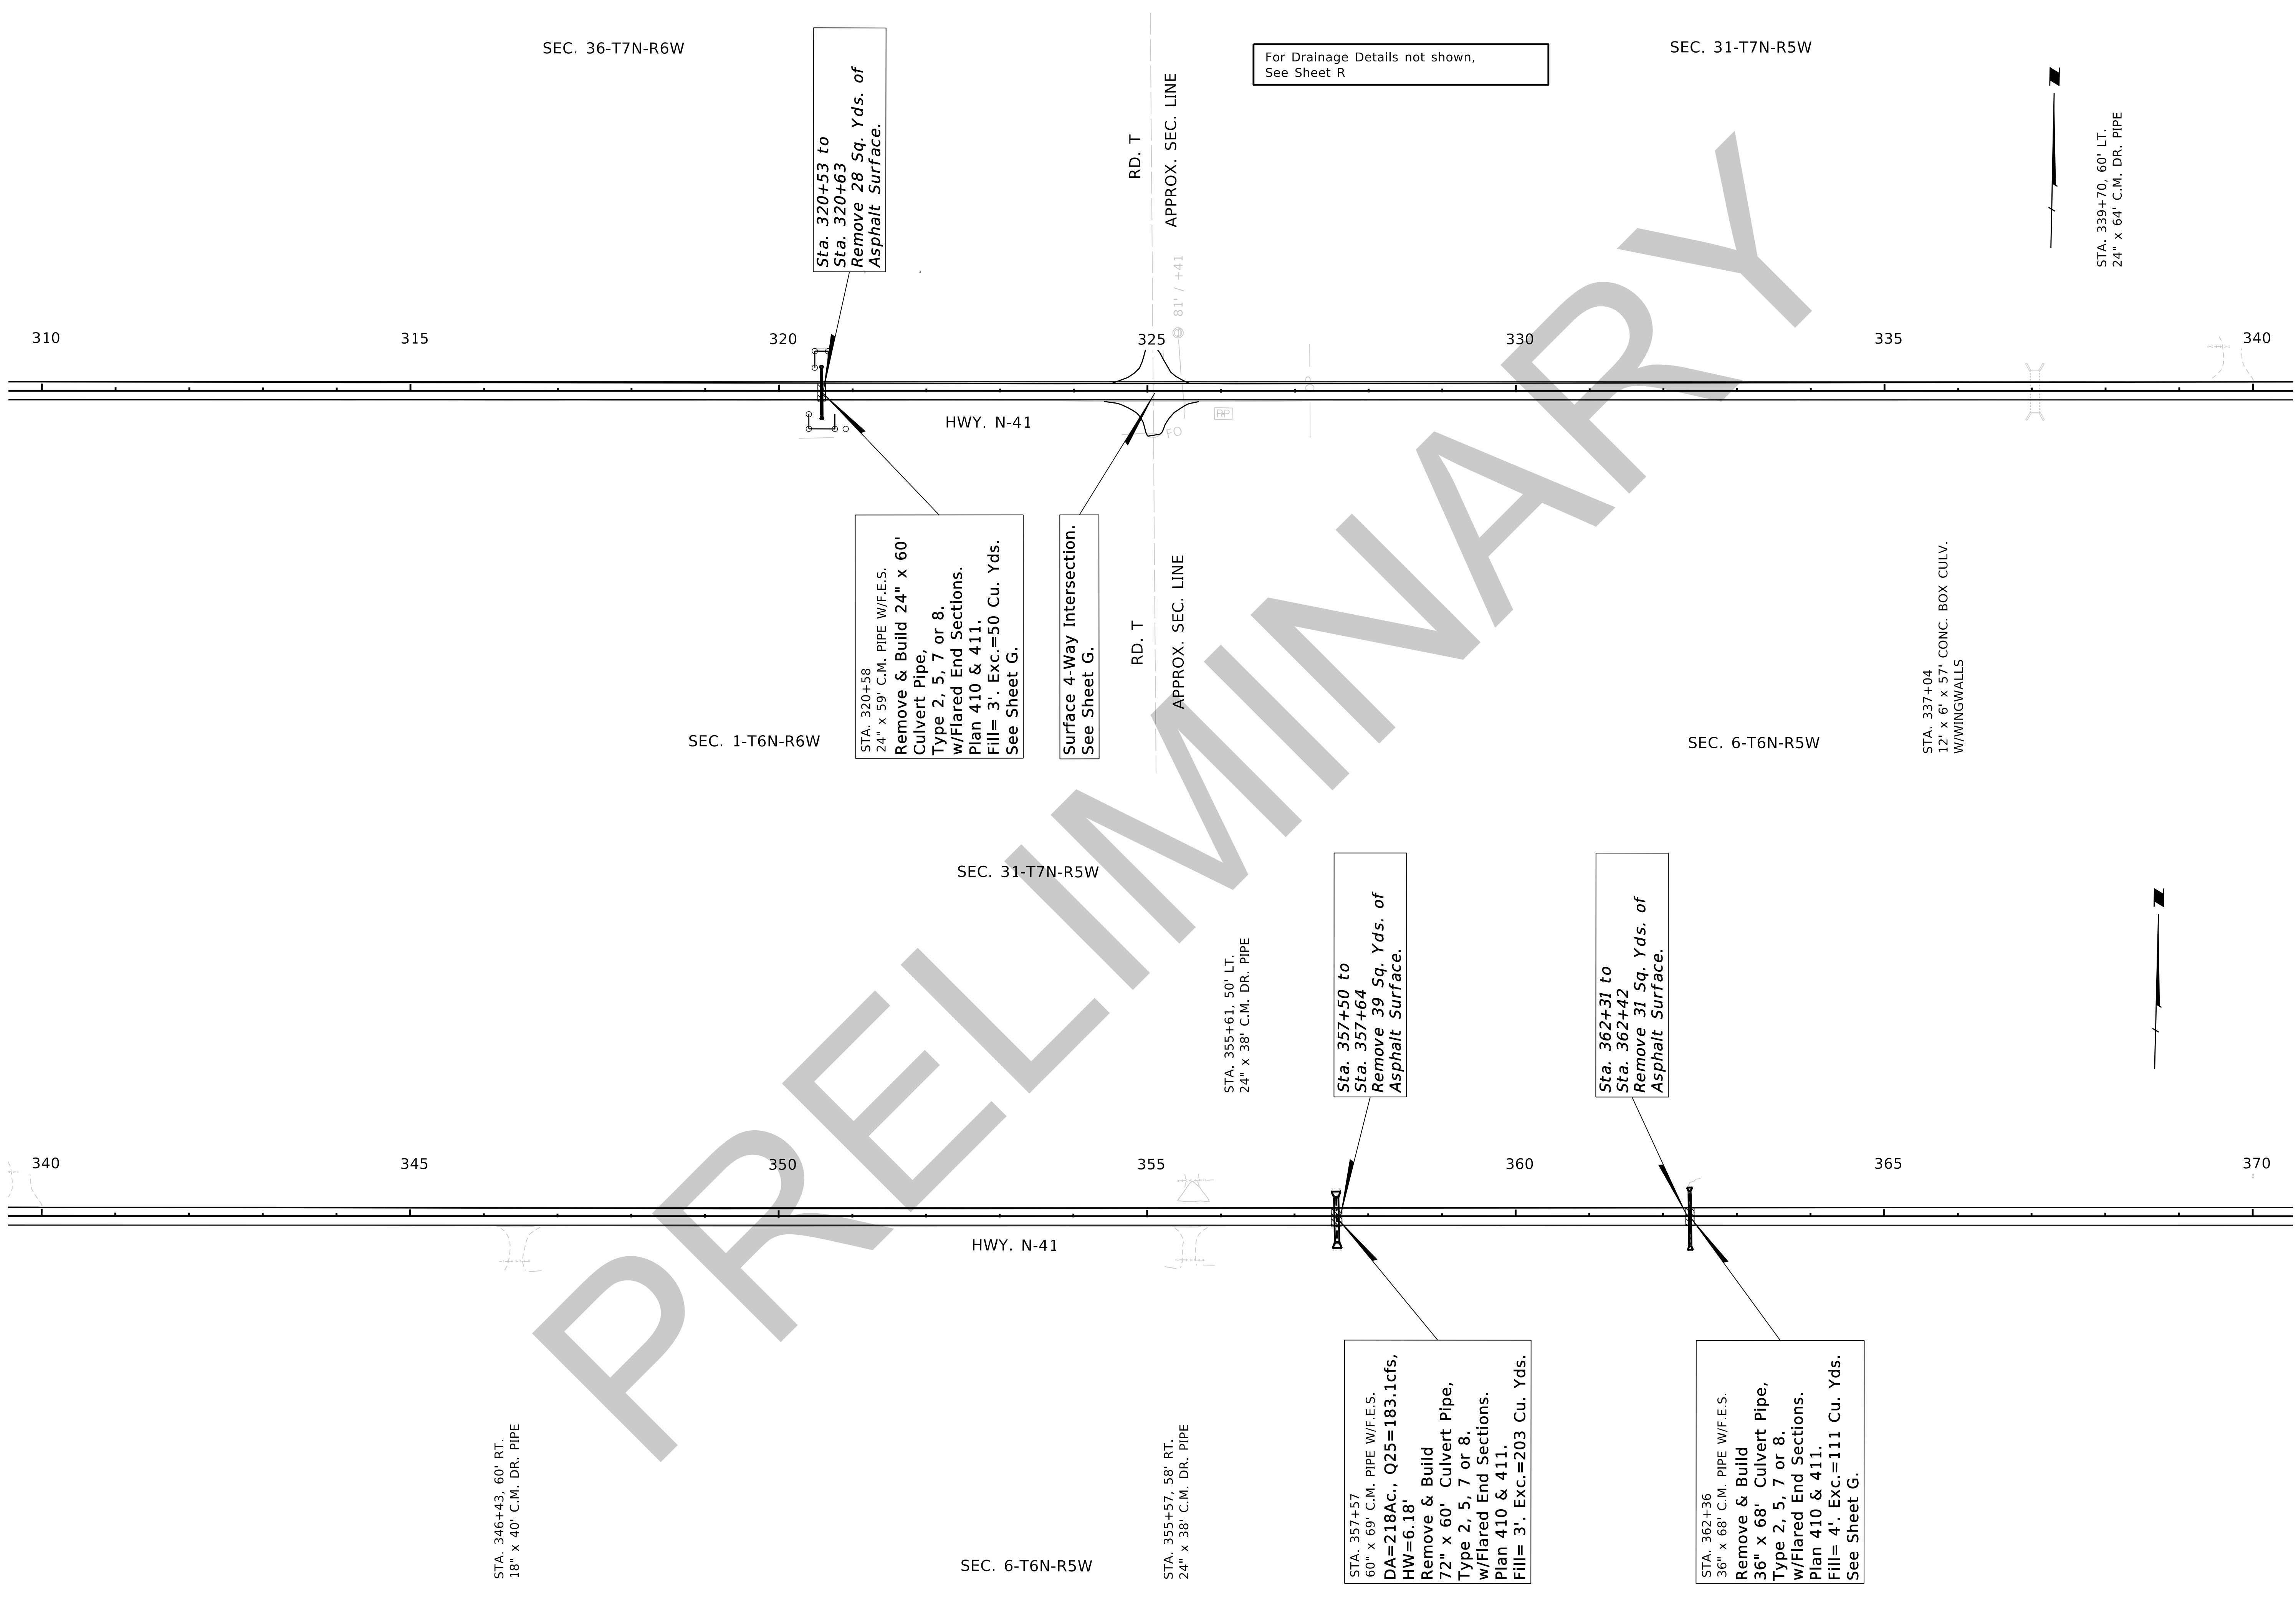 SEC. 36-T7N-R6W
Sta. 320+53 to
Sta. 320+63
Remove 28 Sq. Yds. of
Asphalt Surface.
RD. T
APPROX. SEC. LINE
For Drainage Details not shown,
See Sheet R
SEC. 31-T7N-R5W
STA. 339+70, 60' LT.
24" x 64' C.M. DR. PIPE
@ 81' / +41
310
315
320
325
330
335
340
HWY. N-41
FO
STA. 320+58
24" x 59' C.M. PIPE W/F.E.S.
Remove & Build 24" x 60'
Culvert Pipe,
Type 2, 5, 7 or 8.
w/Flared End Sections.
Plan 410 & 411.
Fill= 3'. Exc.=50 Cu. Yds.
See Sheet G.
Surface 4-Way Intersection.
See Sheet G.
RD. T
APPROX. SEC. LINE
STA. 337+04
12' x 6' x 57' CONC. BOX CULV.
W/WINGWALLS
SEC. 1-T6N-R6W
SEC. 6-T6N-R5W
PRELIMINARY
SEC. 31-T7N-R5W
STA. 355+61, 50' LT.
24" x 38' C.M. DR. PIPE
Sta. 357+50 to
Sta. 357+64
Remove 39 Sq. Yds. of
Asphalt Surface.
Sta. 362+31 to
Sta. 362+42
Remove 31 Sq. Yds. of
Asphalt Surface.
340
345
350
355
360
365
370
HWY. N-41
STA. 346+43, 60' RT.
18" x 40' C.M. DR. PIPE
STA. 355+57, 58' RT.
24" x 38' C.M. DR. PIPE
STA. 357+57
60" x 69' C.M. PIPE W/F.E.S.
DA=218Ac., Q25=183.1cfs,
HW=6.18'
Remove & Build
72" x 60' Culvert Pipe,
Type 2, 5, 7 or 8.
w/Flared End Sections.
Plan 410 & 411.
Fill= 3'. Exc.=203 Cu. Yds.
STA. 362+36
36" x 68' C.M. PIPE W/F.E.S.
Remove & Build
36" x 68' Culvert Pipe,
Type 2, 5, 7 or 8.
w/Flared End Sections.
Plan 410 & 411.
Fill= 4'. Exc.=111 Cu. Yds.
See Sheet G.
SEC. 6-T6N-R5W